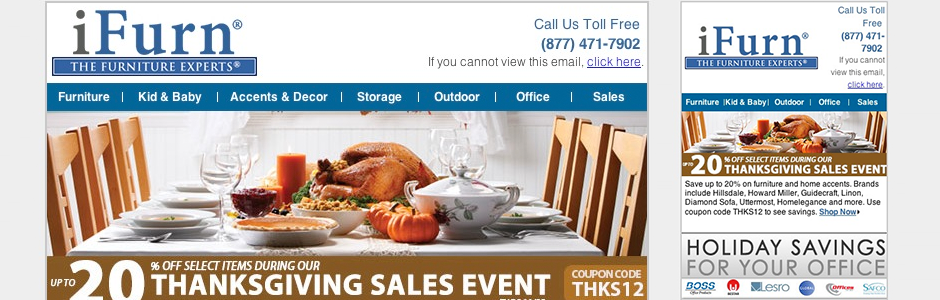 iFurn®
THE FURNITURE EXPERTS®
Call Us Toll Free
(877) 471-7902
If you cannot view this email, click here.
Furniture | Kid & Baby | Accents & Decor | Storage | Outdoor | Office | Sales
UP TO 20 % OFF SELECT ITEMS DURING OUR
THANKSGIVING SALES EVENT
COUPON CODE
THKS12
iFurn®
THE FURNITURE EXPERTS®
Call Us Toll
Free
(877) 471-
7902
If you cannot
view this email,
click here.
Furniture | Kid & Baby | Outdoor | Office | Sales
UP TO 20 % OFF SELECT ITEMS DURING OUR
THANKSGIVING SALES EVENT
Save up to 20% on furniture and home accents. Brands
include Hillsdale, Howard Miller, Guidecraft, Linon,
Diamond Sofa, Uttermost, Homelegance and more. Use
coupon code THKS12 to see savings. Shop Now
HOLIDAY SAVINGS
FOR YOUR OFFICE
BOSS Lesro GLOBAL Offices SAFCO
Office Products